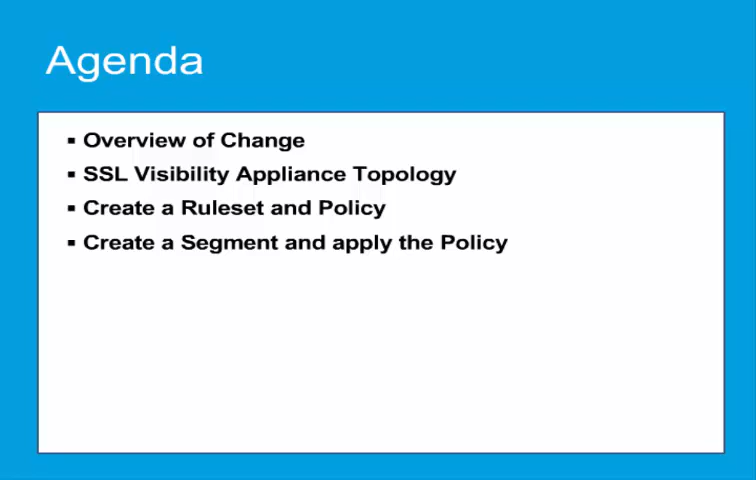 Agenda
▪ Overview of Change
▪ SSL Visibility Appliance Topology
▪ Create a Ruleset and Policy
▪ Create a Segment and apply the Policy